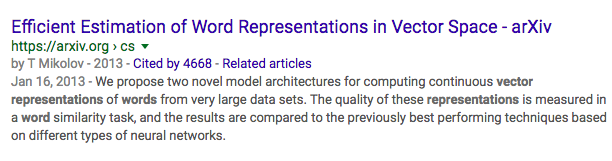 Efficient Estimation of Word Representations in Vector Space - arXiv
https://arxiv.org › cs
by T Mikolov - 2013 - Cited by 4668 - Related articles
Jan 16, 2013 - We propose two novel model architectures for computing continuous vector
representations of words from very large data sets. The quality of these representations is measured in
a word similarity task, and the results are compared to the previously best performing techniques based
on different types of neural networks.